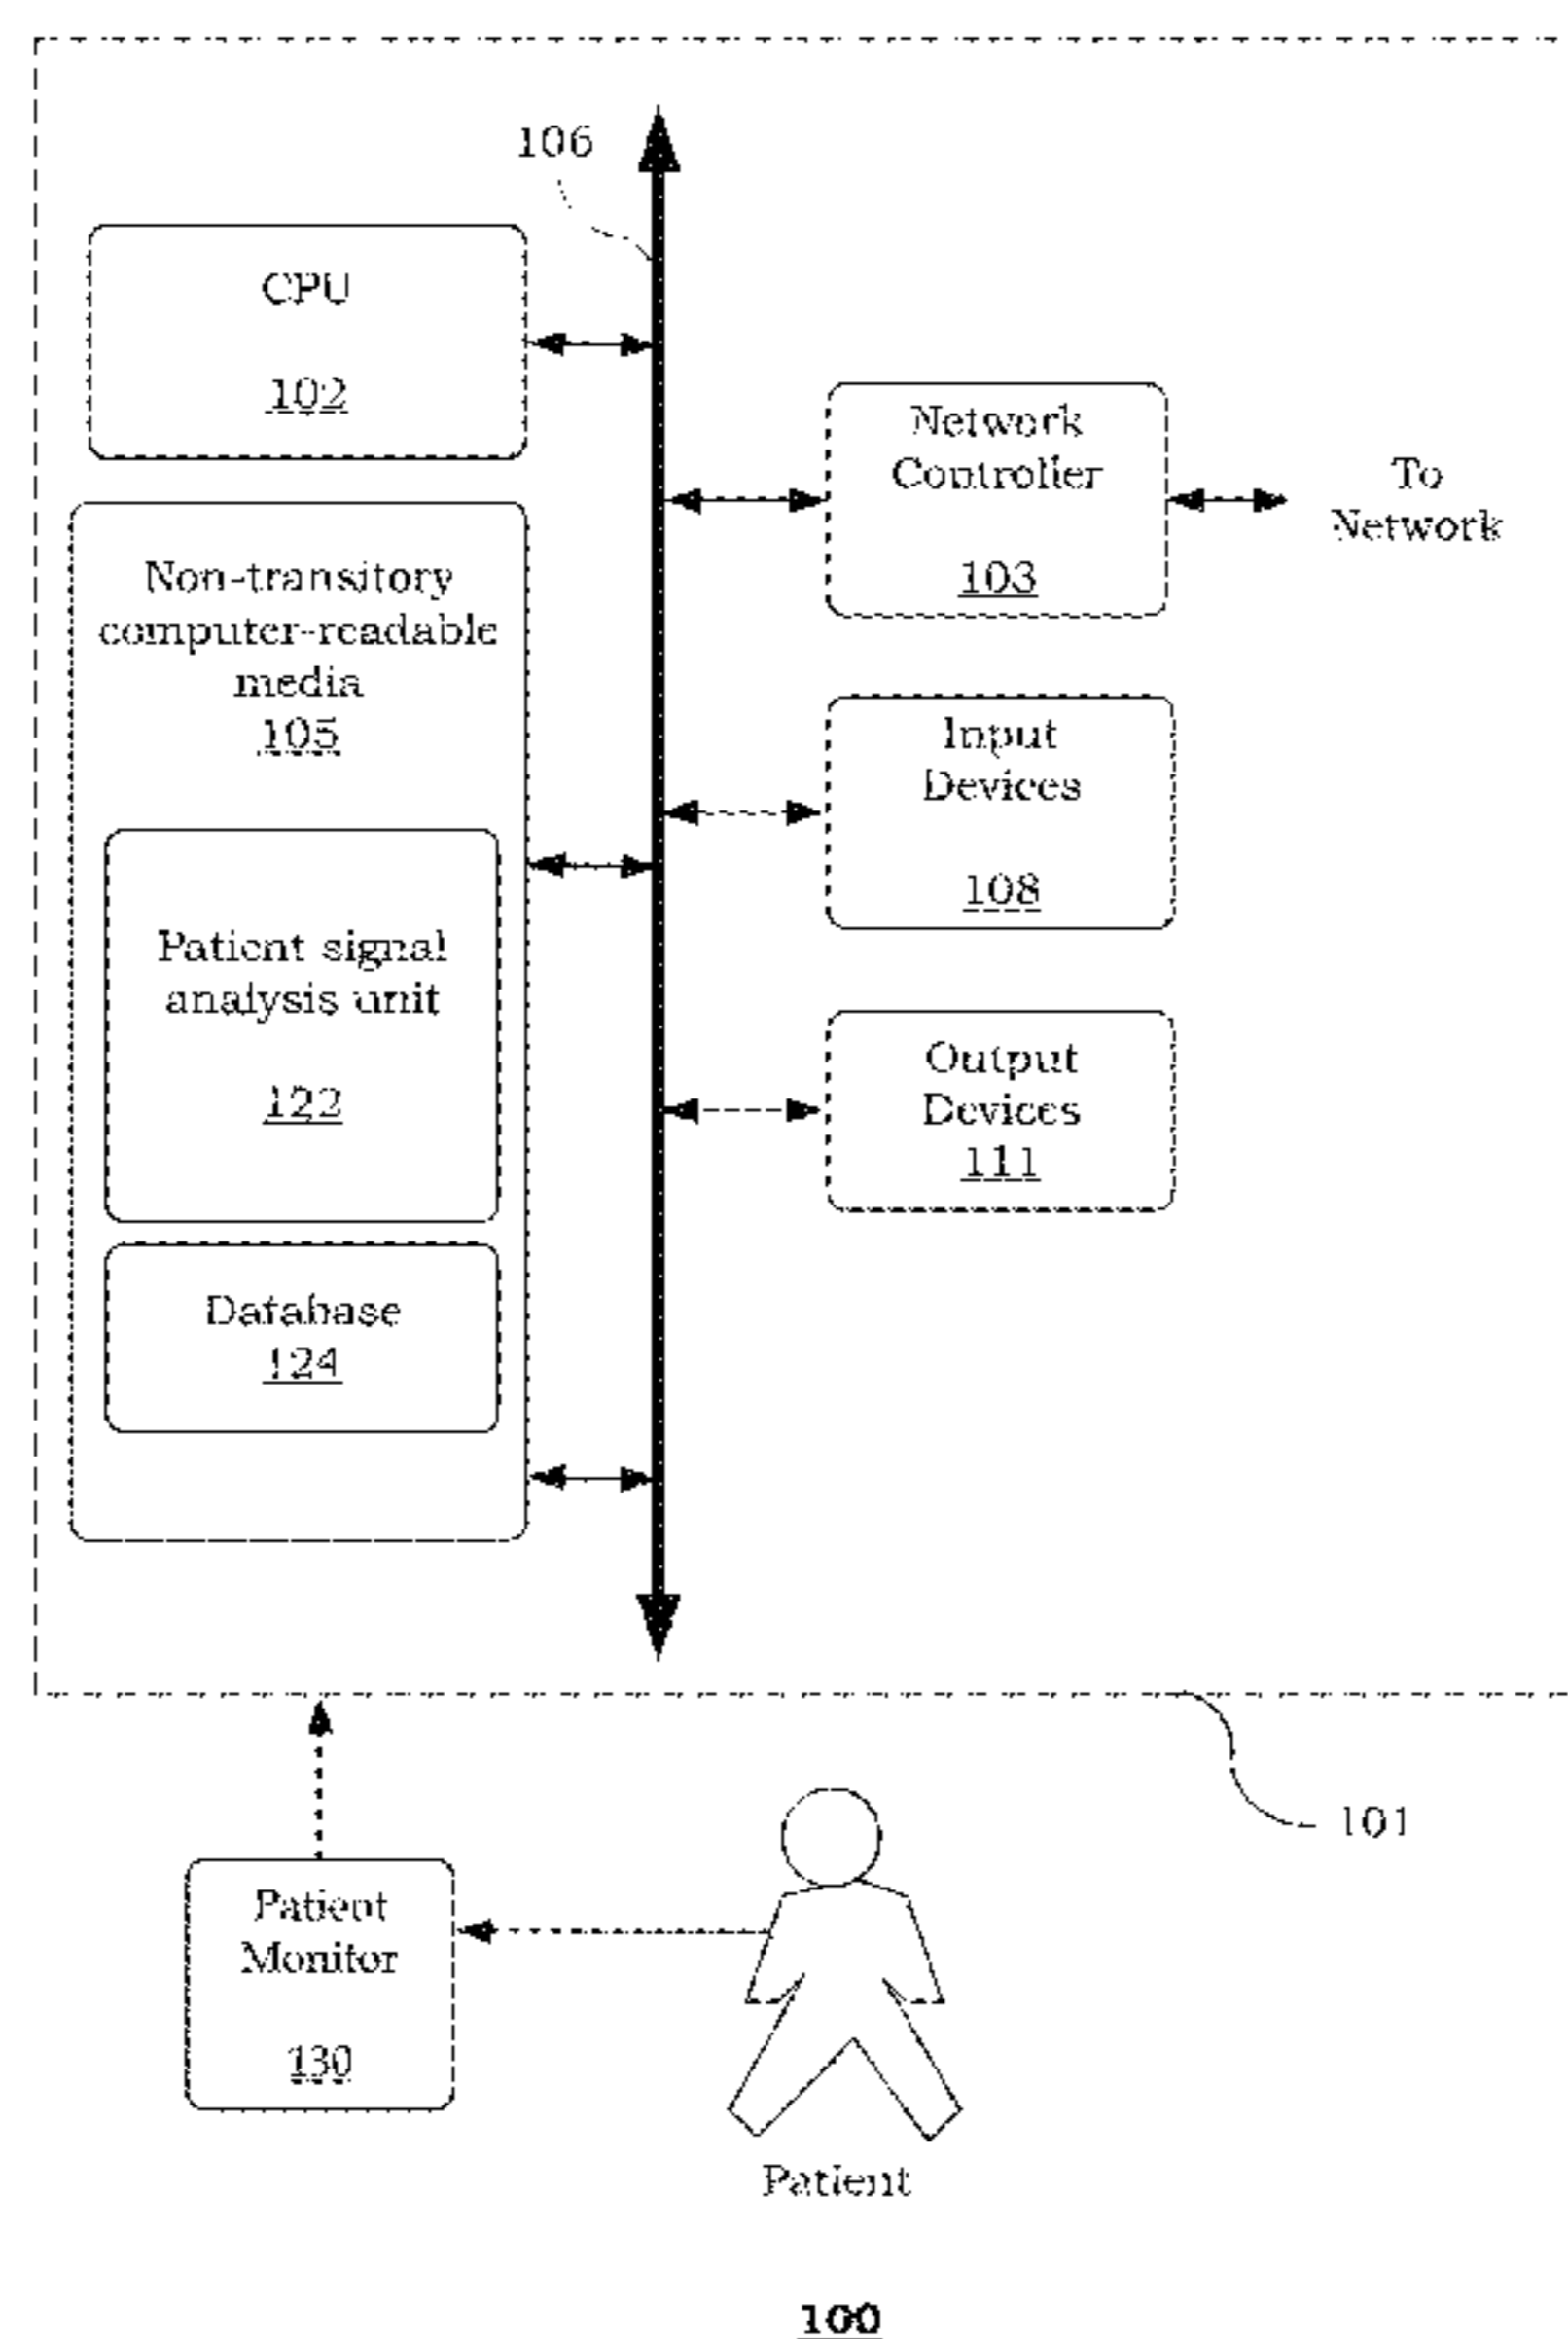 106
CPU
102
Network
Controller
103
To
Network
Non-transitory
computer-readable
media
105
Input
Devices
108
Patient signal
analysis unit
122
Output
Devices
111
Database
124
101
Patient
Monitor
130
Patient
100